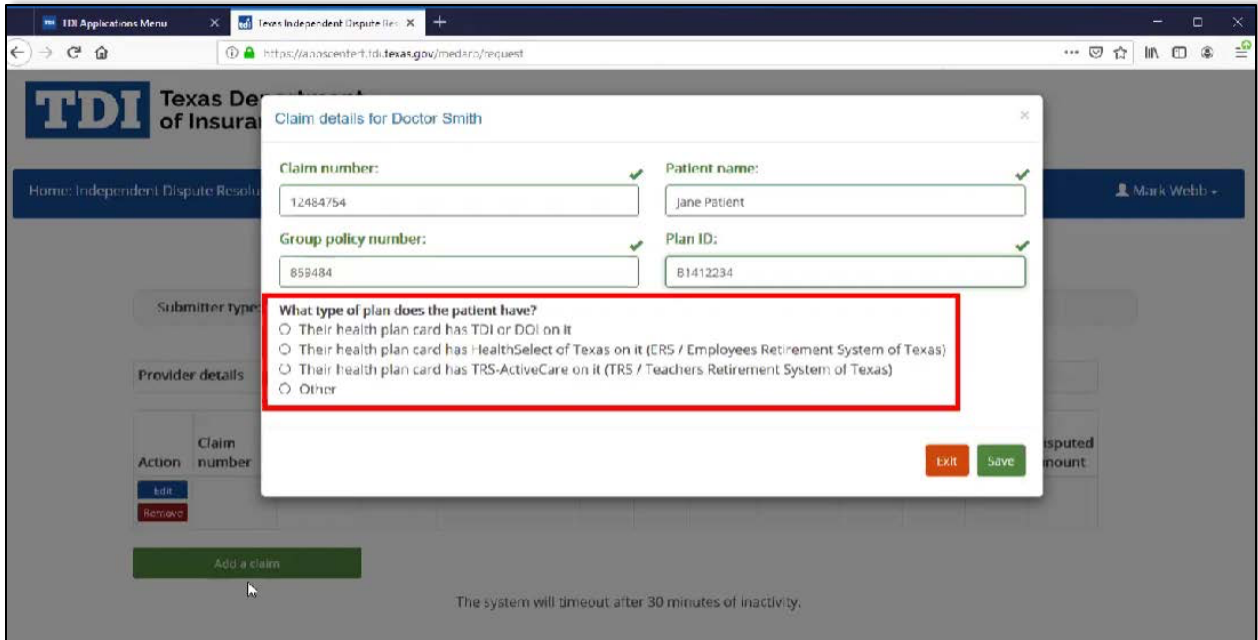 TDI Applications Menu
Texas Independent Dispute Res
https://appscenter1.tdi.texas.gov/medarb/request
TDI
Texas De
of Insura
Claim details for Doctor Smith
Claim number:
Patient name:
12484754
Jane Patient
Home: Independent Dispute Resolu
Mark Webb
Group policy number:
Plan ID:
859484
81412234
Submitter type:
What type of plan does the patient have?
Their health plan card has TDI or DOI on it
Their health plan card has HealthSelect of Texas on it (ERS / Employees Retirement System of Texas)
Their health plan card has TRS-ActiveCare on it (TRS / Teachers Retirement System of Texas)
Other
Provider details
Action
Claim
number
isputed
mount
Exit
Save
Edit
Remove
Add a claim
The system will timeout after 30 minutes of inactivity.